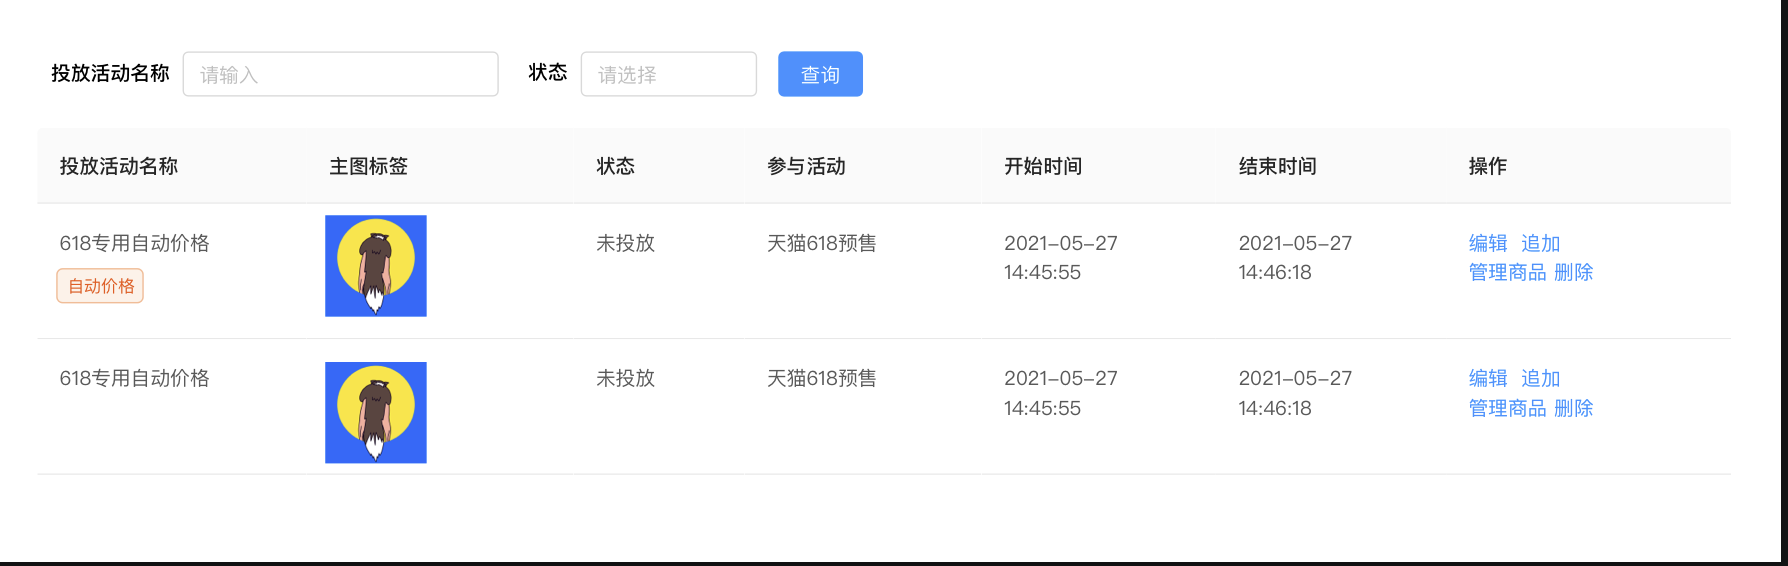 投放活动名称 请输入 状态 请选择 查询
投放活动名称 主图标签 状态 参与活动 开始时间 结束时间 操作
618专用自动价格 未投放 天猫618预售 2021-05-27 2021-05-27 编辑 追加
14:45:55 14:46:18 管理商品 删除
自动价格
618专用自动价格 未投放 天猫618预售 2021-05-27 2021-05-27 编辑 追加
14:45:55 14:46:18 管理商品 删除